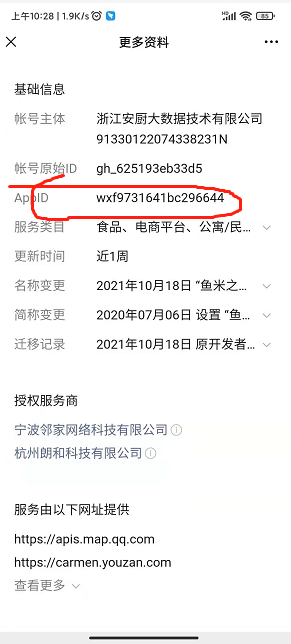 上午10:28 | 1.9K/s
HD 85
更多资料
基础信息
帐号主体 浙江安厨大数据技术有限公司
91330122074338231N
帐号原始ID gh_625193eb33d5
AppID wxf9731641bc296644
服务类目 食品、电商平台、公寓/民...
更新时间 近1周
名称变更 2021年10月18日 “鱼米之...
简称变更 2020年07月06日 设置 “鱼...
迁移记录 2021年10月18日 原开发者...
授权服务商
宁波邻家网络科技有限公司
杭州朗和科技有限公司
服务由以下网址提供
https://apis.map.qq.com
https://carmen.youzan.com
查看更多